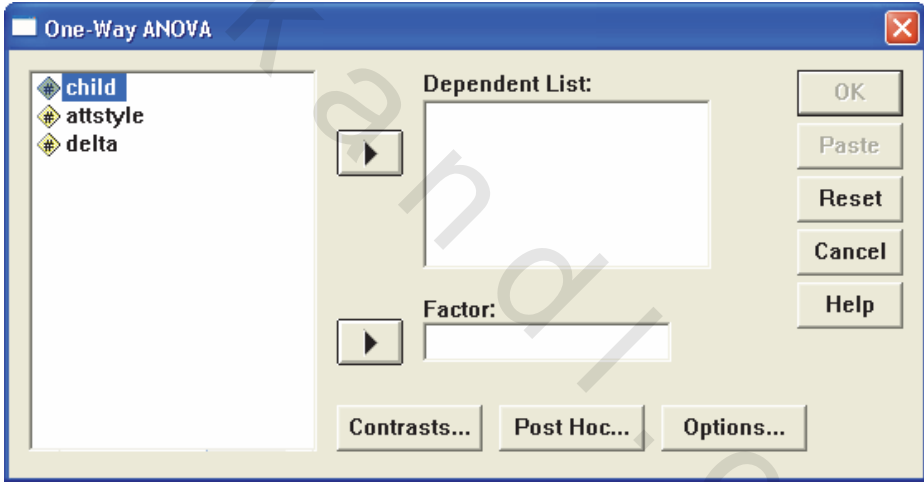 One-Way ANOVA
child
attstyle
delta
Dependent List:
Factor:
OK
Paste
Reset
Cancel
Help
Contrasts... Post Hoc... Options...